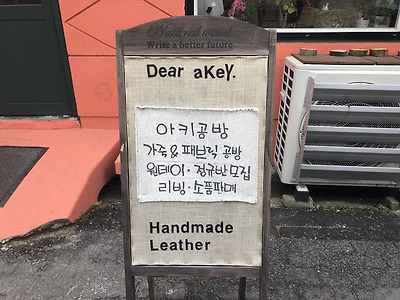 Natural wind
Write a better future
Dear aKeY.
아키공방
가죽&패브릭 공방
원데이·정규반 모집
리빙·소품판매
Handmade
Leather